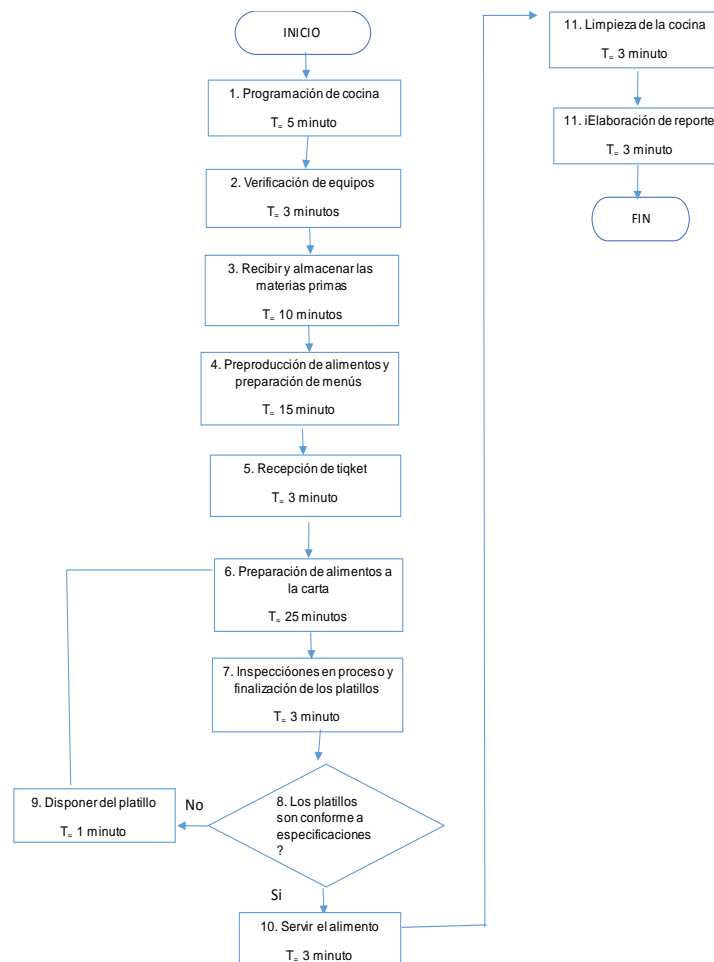 INICIO
1. Programación de cocina
T= 5 minuto
2. Verificación de equipos
T= 3 minutos
3. Recibir y almacenar las
materias primas
T= 10 minutos
4. Preproducción de alimentos y
preparación de menús
T= 15 minuto
5. Recepción de tiqket
T= 3 minuto
6. Preparación de alimentos a
la carta
T= 25 minutos
7. Inspecciónes en proceso y
finalización de los platillos
T= 3 minuto
8. Los platillos
son conforme a
especificaciones
?
No
9. Disponer del platillo
T= 1 minuto
Si
10. Servir el alimento
T= 3 minuto
11. Limpieza de la cocina
T= 3 minuto
11. iElaboración de reporte
T= 3 minuto
FIN